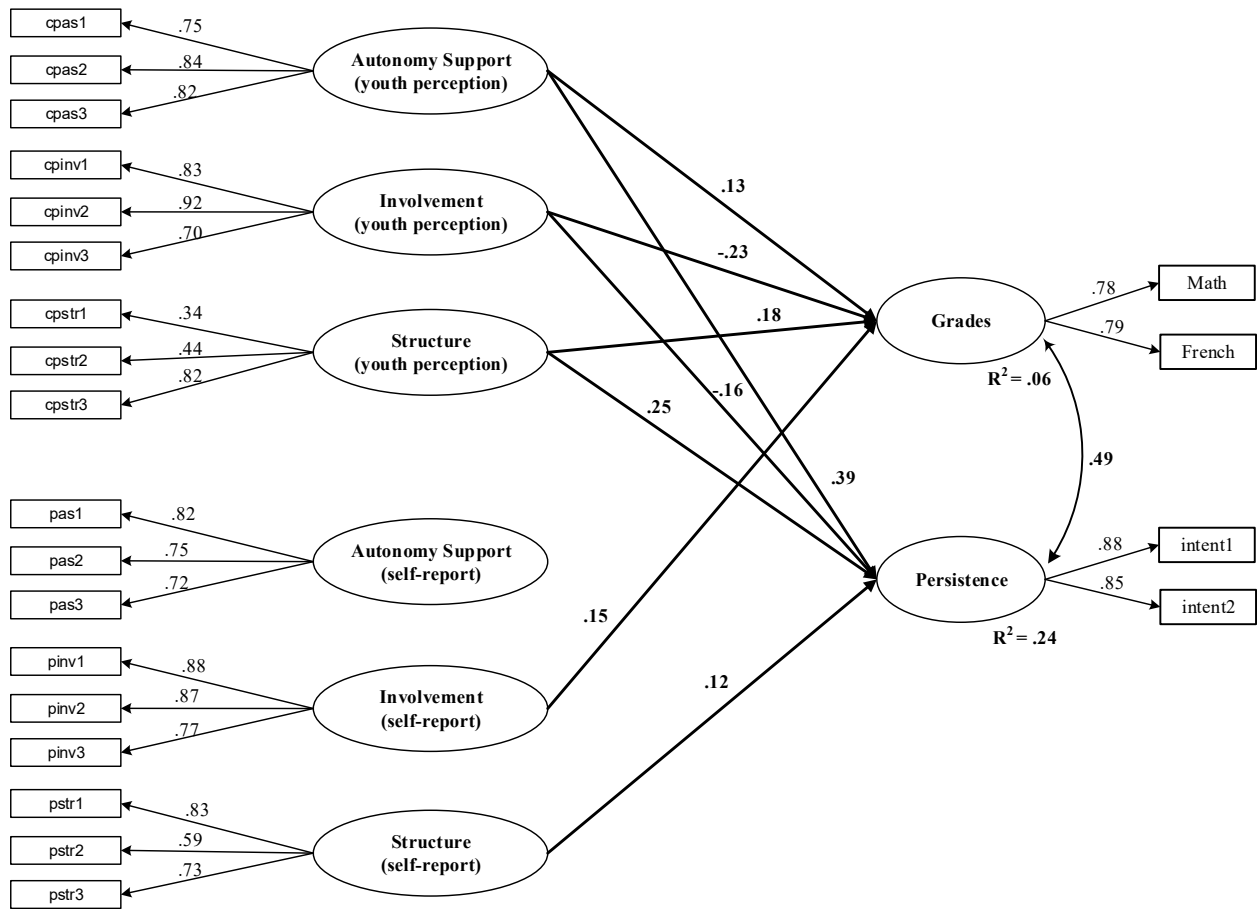 cpas1
.75
cpas2
.84
cpas3
.82
Autonomy Support
(youth perception)
cpinv1
.83
cpinv2
.92
cpinv3
.70
Involvement
(youth perception)
cpstr1
.34
cpstr2
.44
cpstr3
.82
Structure
(youth perception)
pas1
.82
pas2
.75
pas3
.72
Autonomy Support
(self-report)
pinv1
.88
pinv2
.87
pinv3
.77
Involvement
(self-report)
pstr1
.83
pstr2
.59
pstr3
.73
Structure
(self-report)
.13
-.23
.18
-.16
.25
.39
.15
.12
Grades
R² = .06
.78
Math
.79
French
.49
Persistence
R² = .24
.88
intent1
.85
intent2